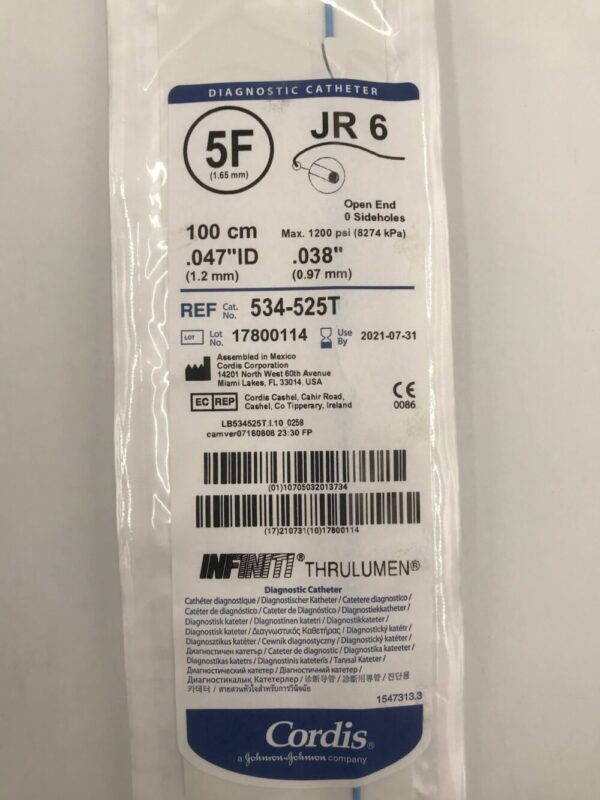 DIAGNOSTIC CATHETER
5F
(1.65 mm)
JR 6
Open End
0 Sideholes
100 cm
Max. 1200 psi (8274 kPa)
.047"ID
(1.2 mm)
.038"
(0.97 mm)
REF Cat. No. 534-525T
LOT Lot No. 17800114 Use By 2021-07-31
Assembled in Mexico
Cordis Corporation
14201 North West 60th Avenue
Miami Lakes, FL 33014, USA
EC REP Cordis Cashel, Cahir Road,
Cashel, Co Tipperary, Ireland
CE
0086
LB534525T.I.10 0258
camver07180808 23:30 FP
(01)10705032013734
(17)210731(10)17800114
INFINITI® THRULUMEN®
Diagnostic Catheter
Cathéter diagnostique / Diagnostischer Katheter / Catetere diagnostico /
Catéter de diagnóstico / Cateter de Diagnóstico / Diagnostiekkatheter /
Diagnostisk kateter / Diagnostinen katetri / Diagnostikkateter /
Diagnostisk kateter / Διαγνωστικός Καθετήρας / Diagnostický katétr /
Diagnosztikus katéter / Cewnik diagnostyczny / Diagnostický katéter /
Диагностичен катетър / Cateter de diagnostic / Diagnostika kateeter /
Diagnostikas katetrs / Diagnostinis kateteris / Tanısal Kateter /
Диагностический катетер / Діагностичний катетер /
Диагностикалық Катетерлер / 诊断导管 / 診斷用導管 / 진단용
카테터 / สายสวนหัวใจสำหรับการวินิจฉัย
1547313.3
Cordis®
a Johnson & Johnson company